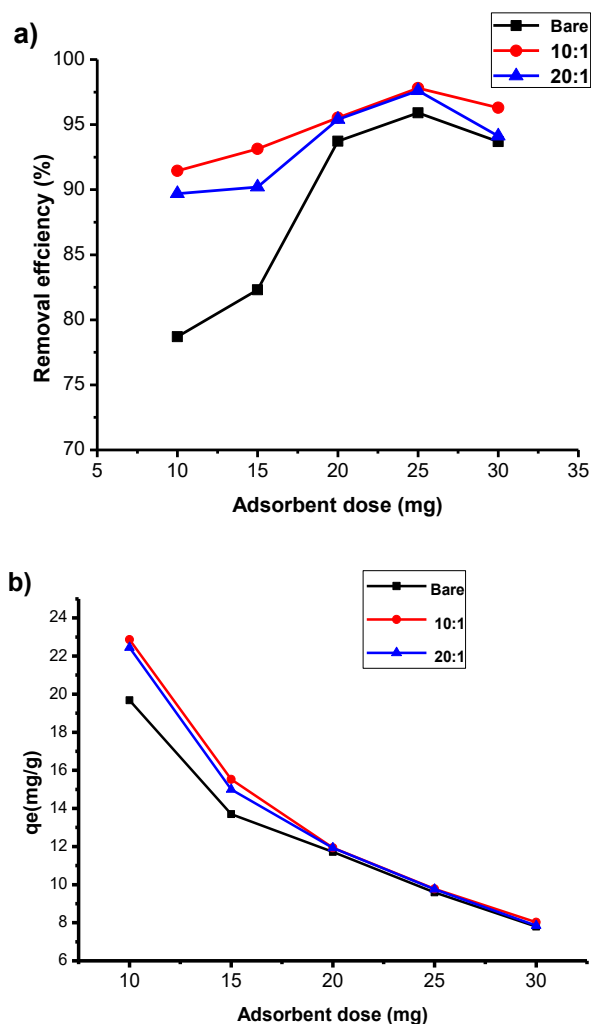 a)
Bare
10:1
20:1
100
95
90
85
80
75
70
Removal effciency (%)
5 10 15 20 25 30 35
Adsorbent dose (mg)
b)
Bare
10:1
20:1
24
22
20
18
16
14
12
10
8
6
qe(mg/g)
10 15 20 25 30
Adsorbent dose (mg)